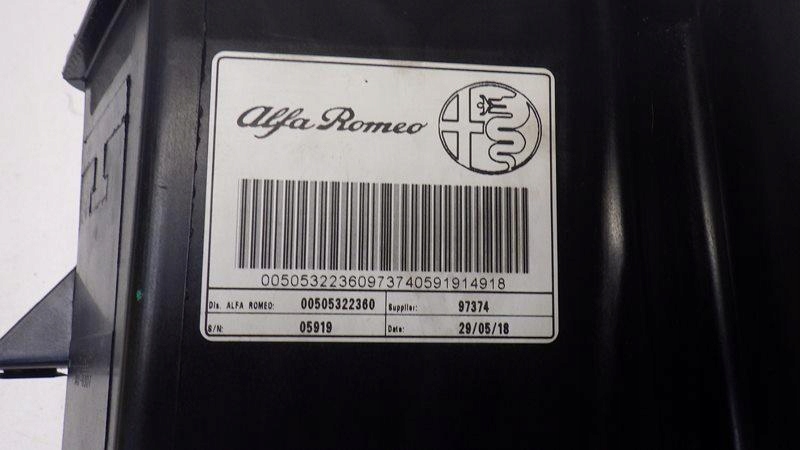 Alfa Romeo
00505322360973740591914918
Dis. ALFA ROMEO: 00505322360 Supplier: 97374
S/N: 05919 Date: 29/05/18